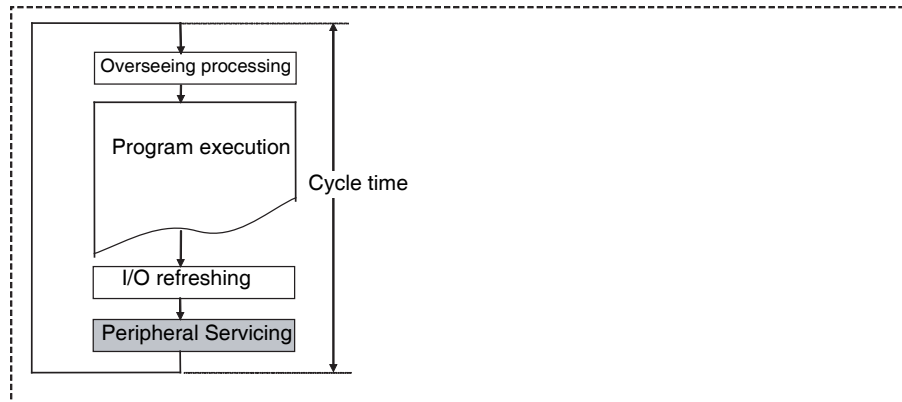 Overseeing processing
Program execution
Cycle time
I/O refreshing
Peripheral Servicing